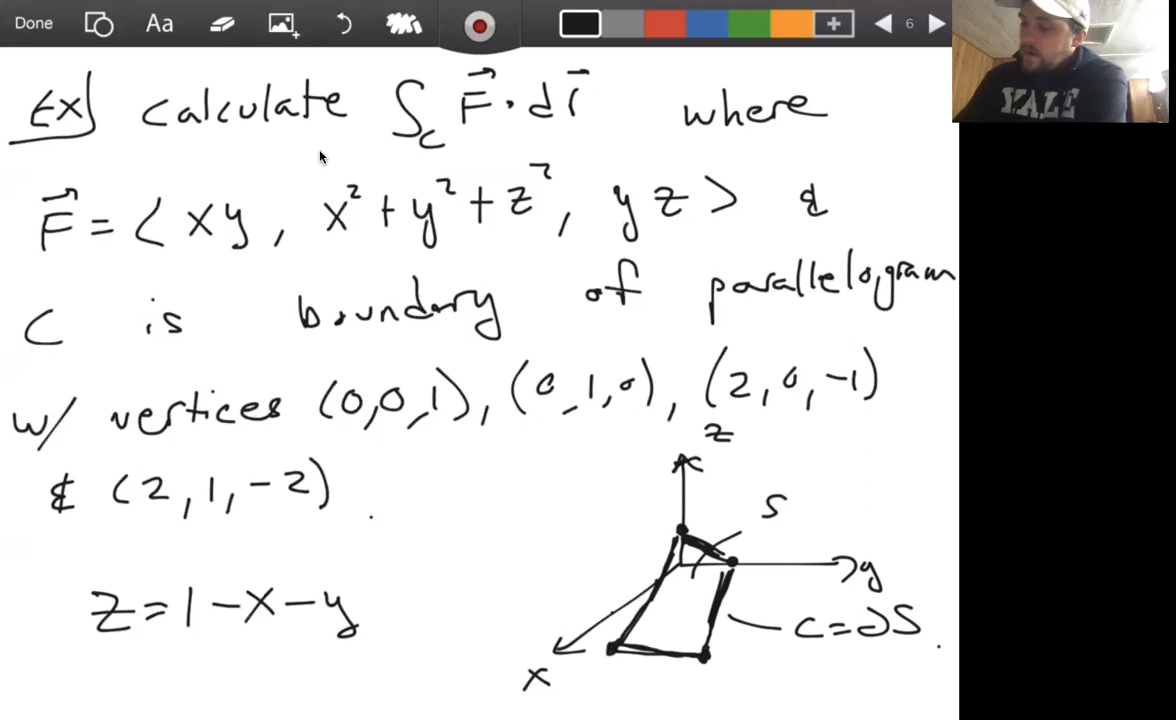 Done Aa 6
Ex) calculate ∫_C F⃗ · dr⃗ where
F⃗ = < xy, x² + y² + z², yz > &
C is boundary of parallelogram
w/ vertices (0,0,1), (0,1,0), (2,0,-1)
& (2,1,-2).
z = 1 - x - y
z
S
y
C = ∂S.
x
YALE